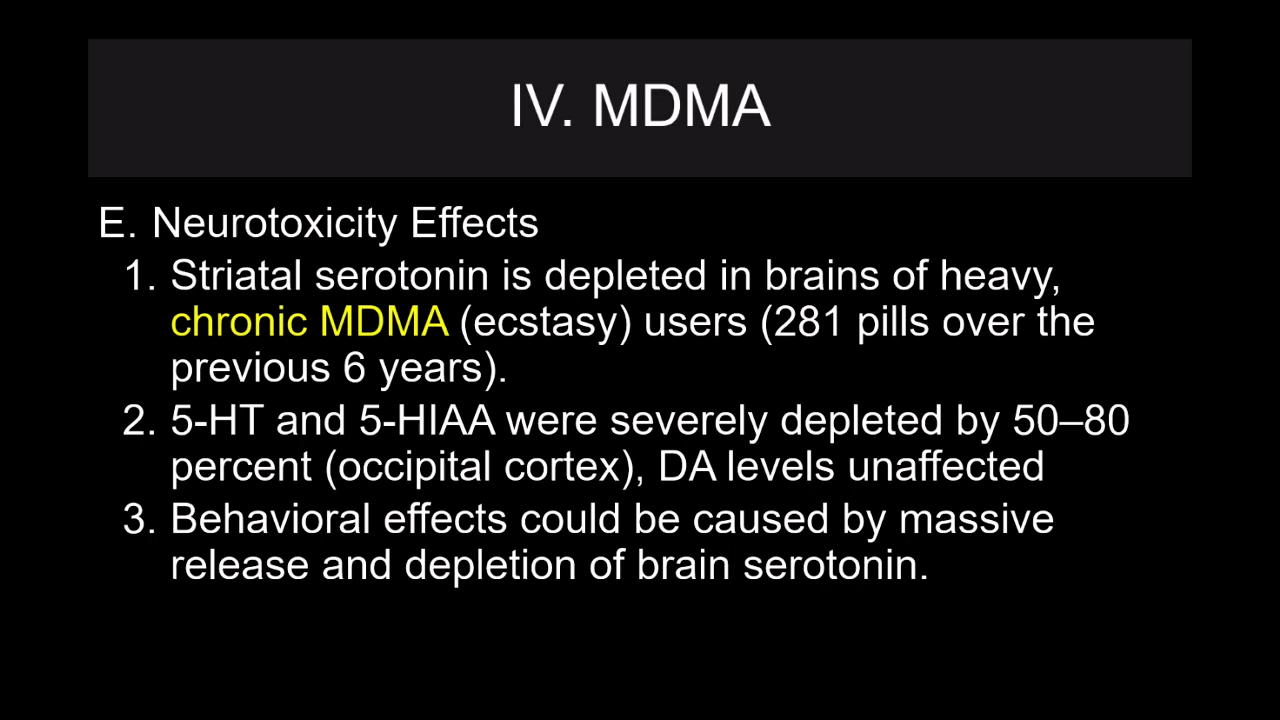 IV. MDMA
E. Neurotoxicity Effects
1. Striatal serotonin is depleted in brains of heavy,
chronic MDMA (ecstasy) users (281 pills over the
previous 6 years).
2. 5-HT and 5-HIAA were severely depleted by 50–80
percent (occipital cortex), DA levels unaffected
3. Behavioral effects could be caused by massive
release and depletion of brain serotonin.